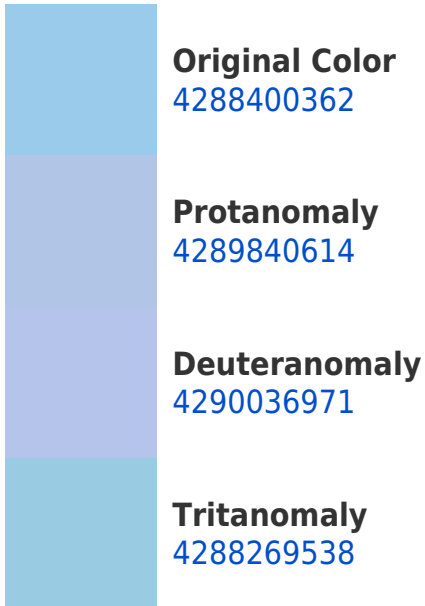 Original Color
4288400362
Protanomaly
4289840614
Deuteranomaly
4290036971
Tritanomaly
4288269538